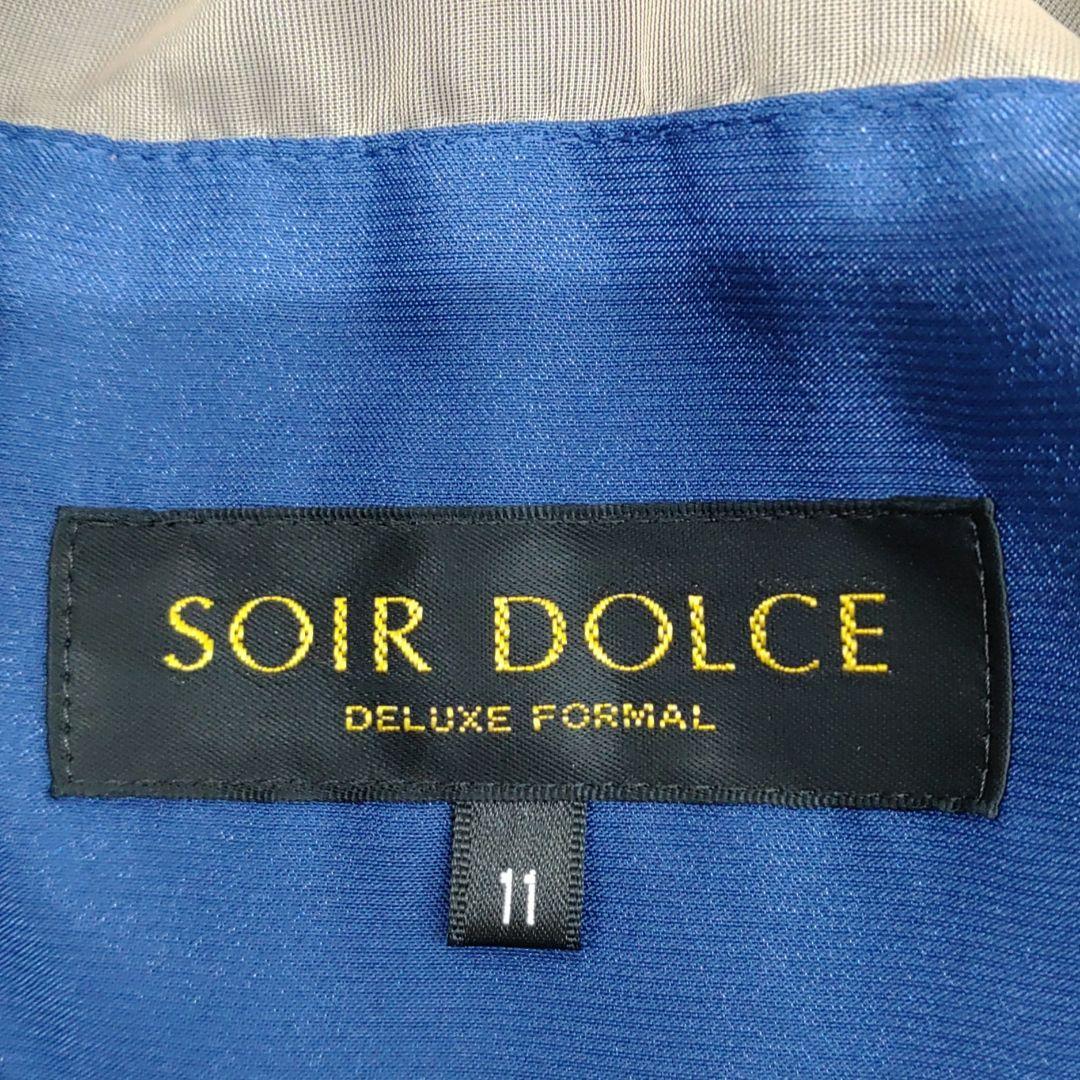 SOIR DOLCE
DELUXE FORMAL
11